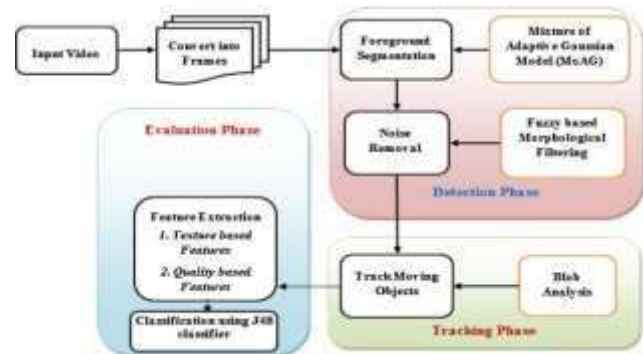 Input Video
Convert into
Frames
Foreground
Segmentation
Mixture of
Adaptive Gaussian
Model (MoAG)
Evaluation Phase
Noise
Removal
Fuzzy based
Morphological
Filtering
Detection Phase
Feature Extraction
1. Texture based
Features
2. Quality based
Features
Track Moving
Objects
Blob
Analysis
Classification using J48
classifier
Tracking Phase